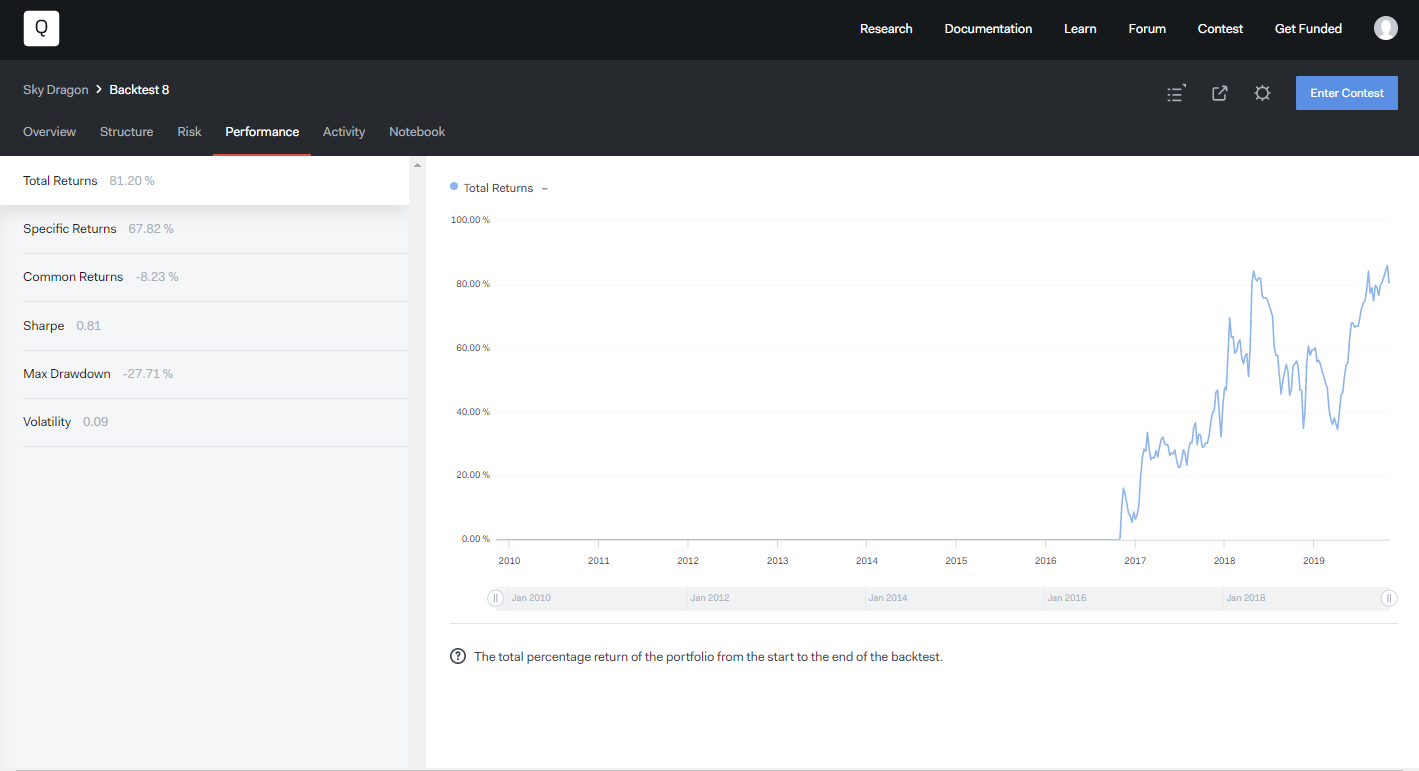 Q
Research Documentation Learn Forum Contest Get Funded
Sky Dragon > Backtest 8
Enter Contest
Overview Structure Risk Performance Activity Notebook
Total Returns 81.20 %
Specific Returns 67.82 %
Common Returns -8.23 %
Sharpe 0.81
Max Drawdown -27.71 %
Volatility 0.09
Total Returns –
100.00 %
80.00 %
60.00 %
40.00 %
20.00 %
0.00 %
2010 2011 2012 2013 2014 2015 2016 2017 2018 2019
Jan 2010 Jan 2012 Jan 2014 Jan 2016 Jan 2018
? The total percentage return of the portfolio from the start to the end of the backtest.